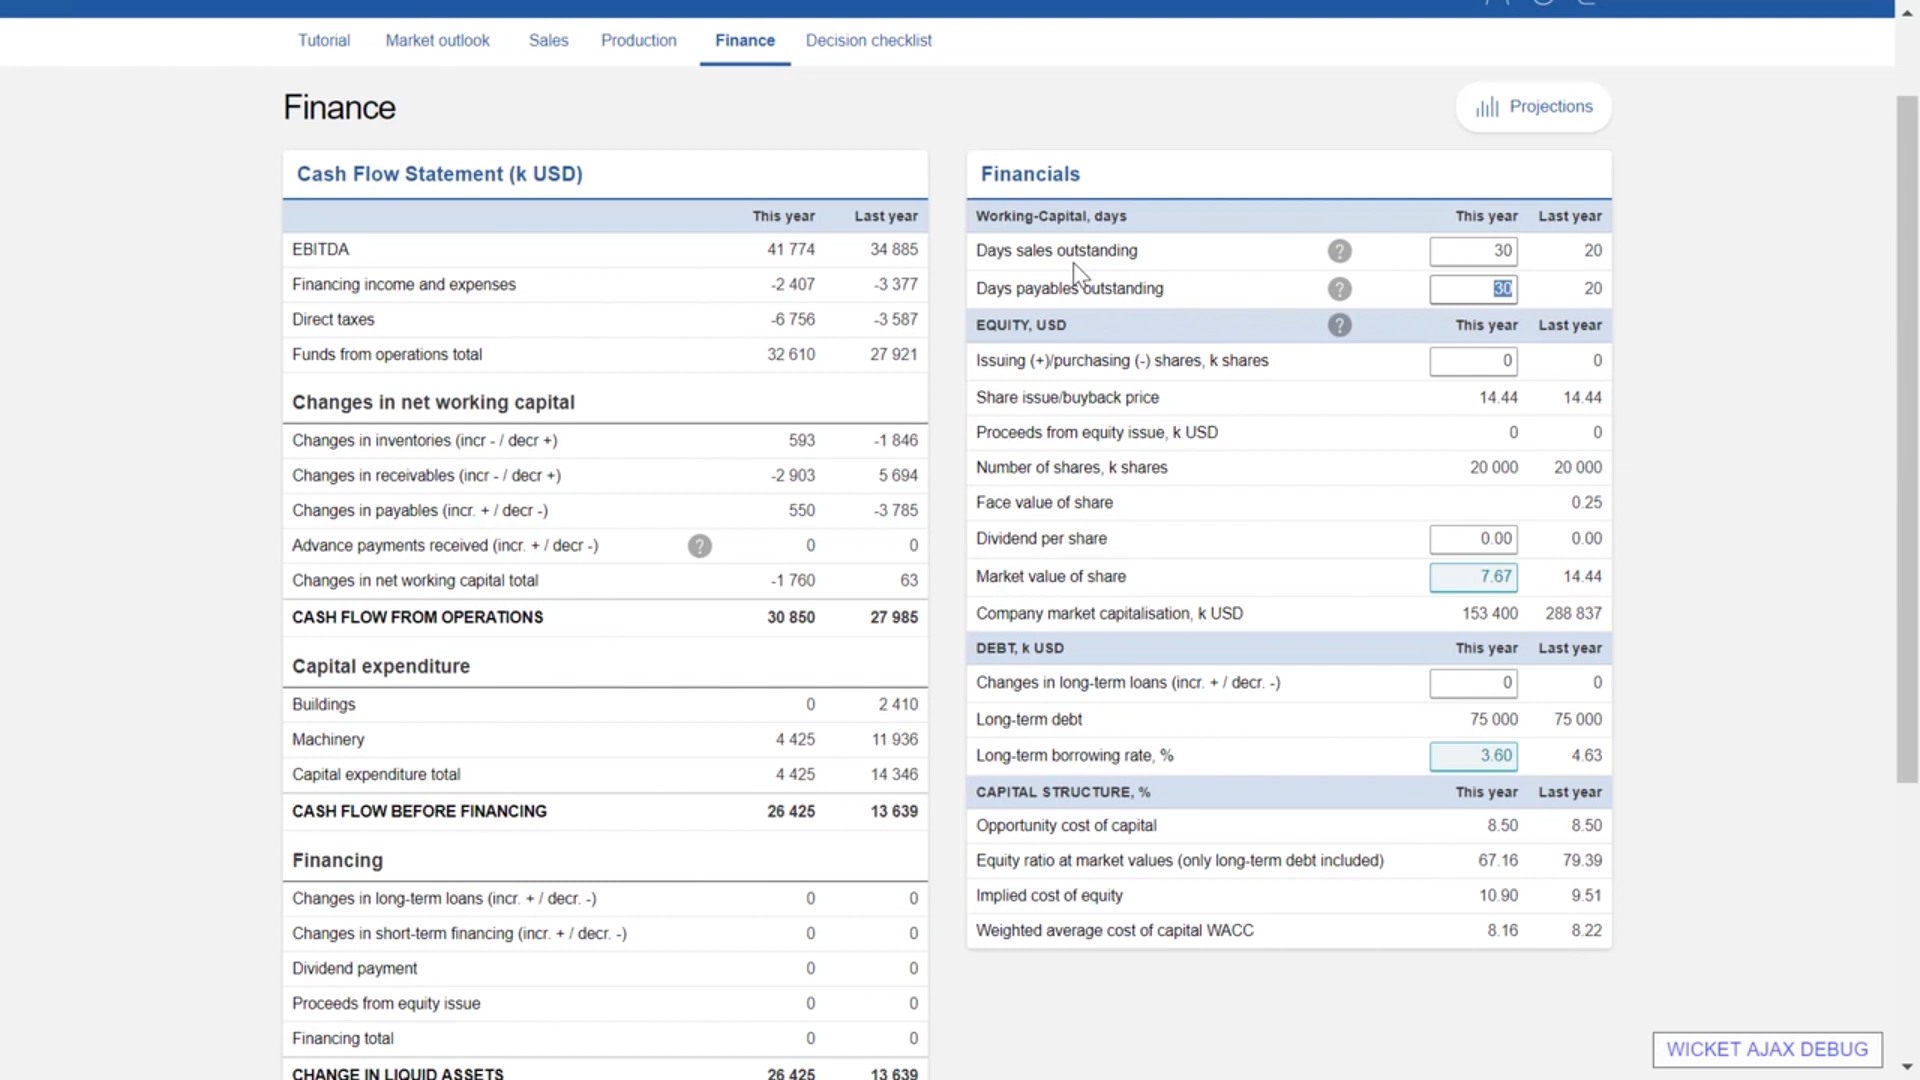 Tutorial Market outlook Sales Production Finance Decision checklist
Finance
Projections
Cash Flow Statement (k USD)
This year Last year
EBITDA 41 774 34 885
Financing income and expenses -2 407 -3 377
Direct taxes -6 756 -3 587
Funds from operations total 32 610 27 921
Changes in net working capital
Changes in inventories (incr - / decr +) 593 -1 846
Changes in receivables (incr - / decr +) -2 903 5 694
Changes in payables (incr. + / decr -) 550 -3 785
Advance payments received (incr. + / decr -) ? 0 0
Changes in net working capital total -1 760 63
CASH FLOW FROM OPERATIONS 30 850 27 985
Capital expenditure
Buildings 0 2 410
Machinery 4 425 11 936
Capital expenditure total 4 425 14 346
CASH FLOW BEFORE FINANCING 26 425 13 639
Financing
Changes in long-term loans (incr. + / decr. -) 0 0
Changes in short-term financing (incr. + / decr. -) 0 0
Dividend payment 0 0
Proceeds from equity issue 0 0
Financing total 0 0
CHANGE IN LIQUID ASSETS 26 425 13 639
Financials
Working-Capital, days This year Last year
Days sales outstanding ? 30 20
Days payables outstanding ? 30 20
EQUITY, USD ? This year Last year
Issuing (+)/purchasing (-) shares, k shares 0 0
Share issue/buyback price 14.44 14.44
Proceeds from equity issue, k USD 0 0
Number of shares, k shares 20 000 20 000
Face value of share 0.25
Dividend per share 0.00 0.00
Market value of share 7.67 14.44
Company market capitalisation, k USD 153 400 288 837
DEBT, k USD This year Last year
Changes in long-term loans (incr. + / decr. -) 0 0
Long-term debt 75 000 75 000
Long-term borrowing rate, % 3.60 4.63
CAPITAL STRUCTURE, % This year Last year
Opportunity cost of capital 8.50 8.50
Equity ratio at market values (only long-term debt included) 67.16 79.39
Implied cost of equity 10.90 9.51
Weighted average cost of capital WACC 8.16 8.22
WICKET AJAX DEBUG